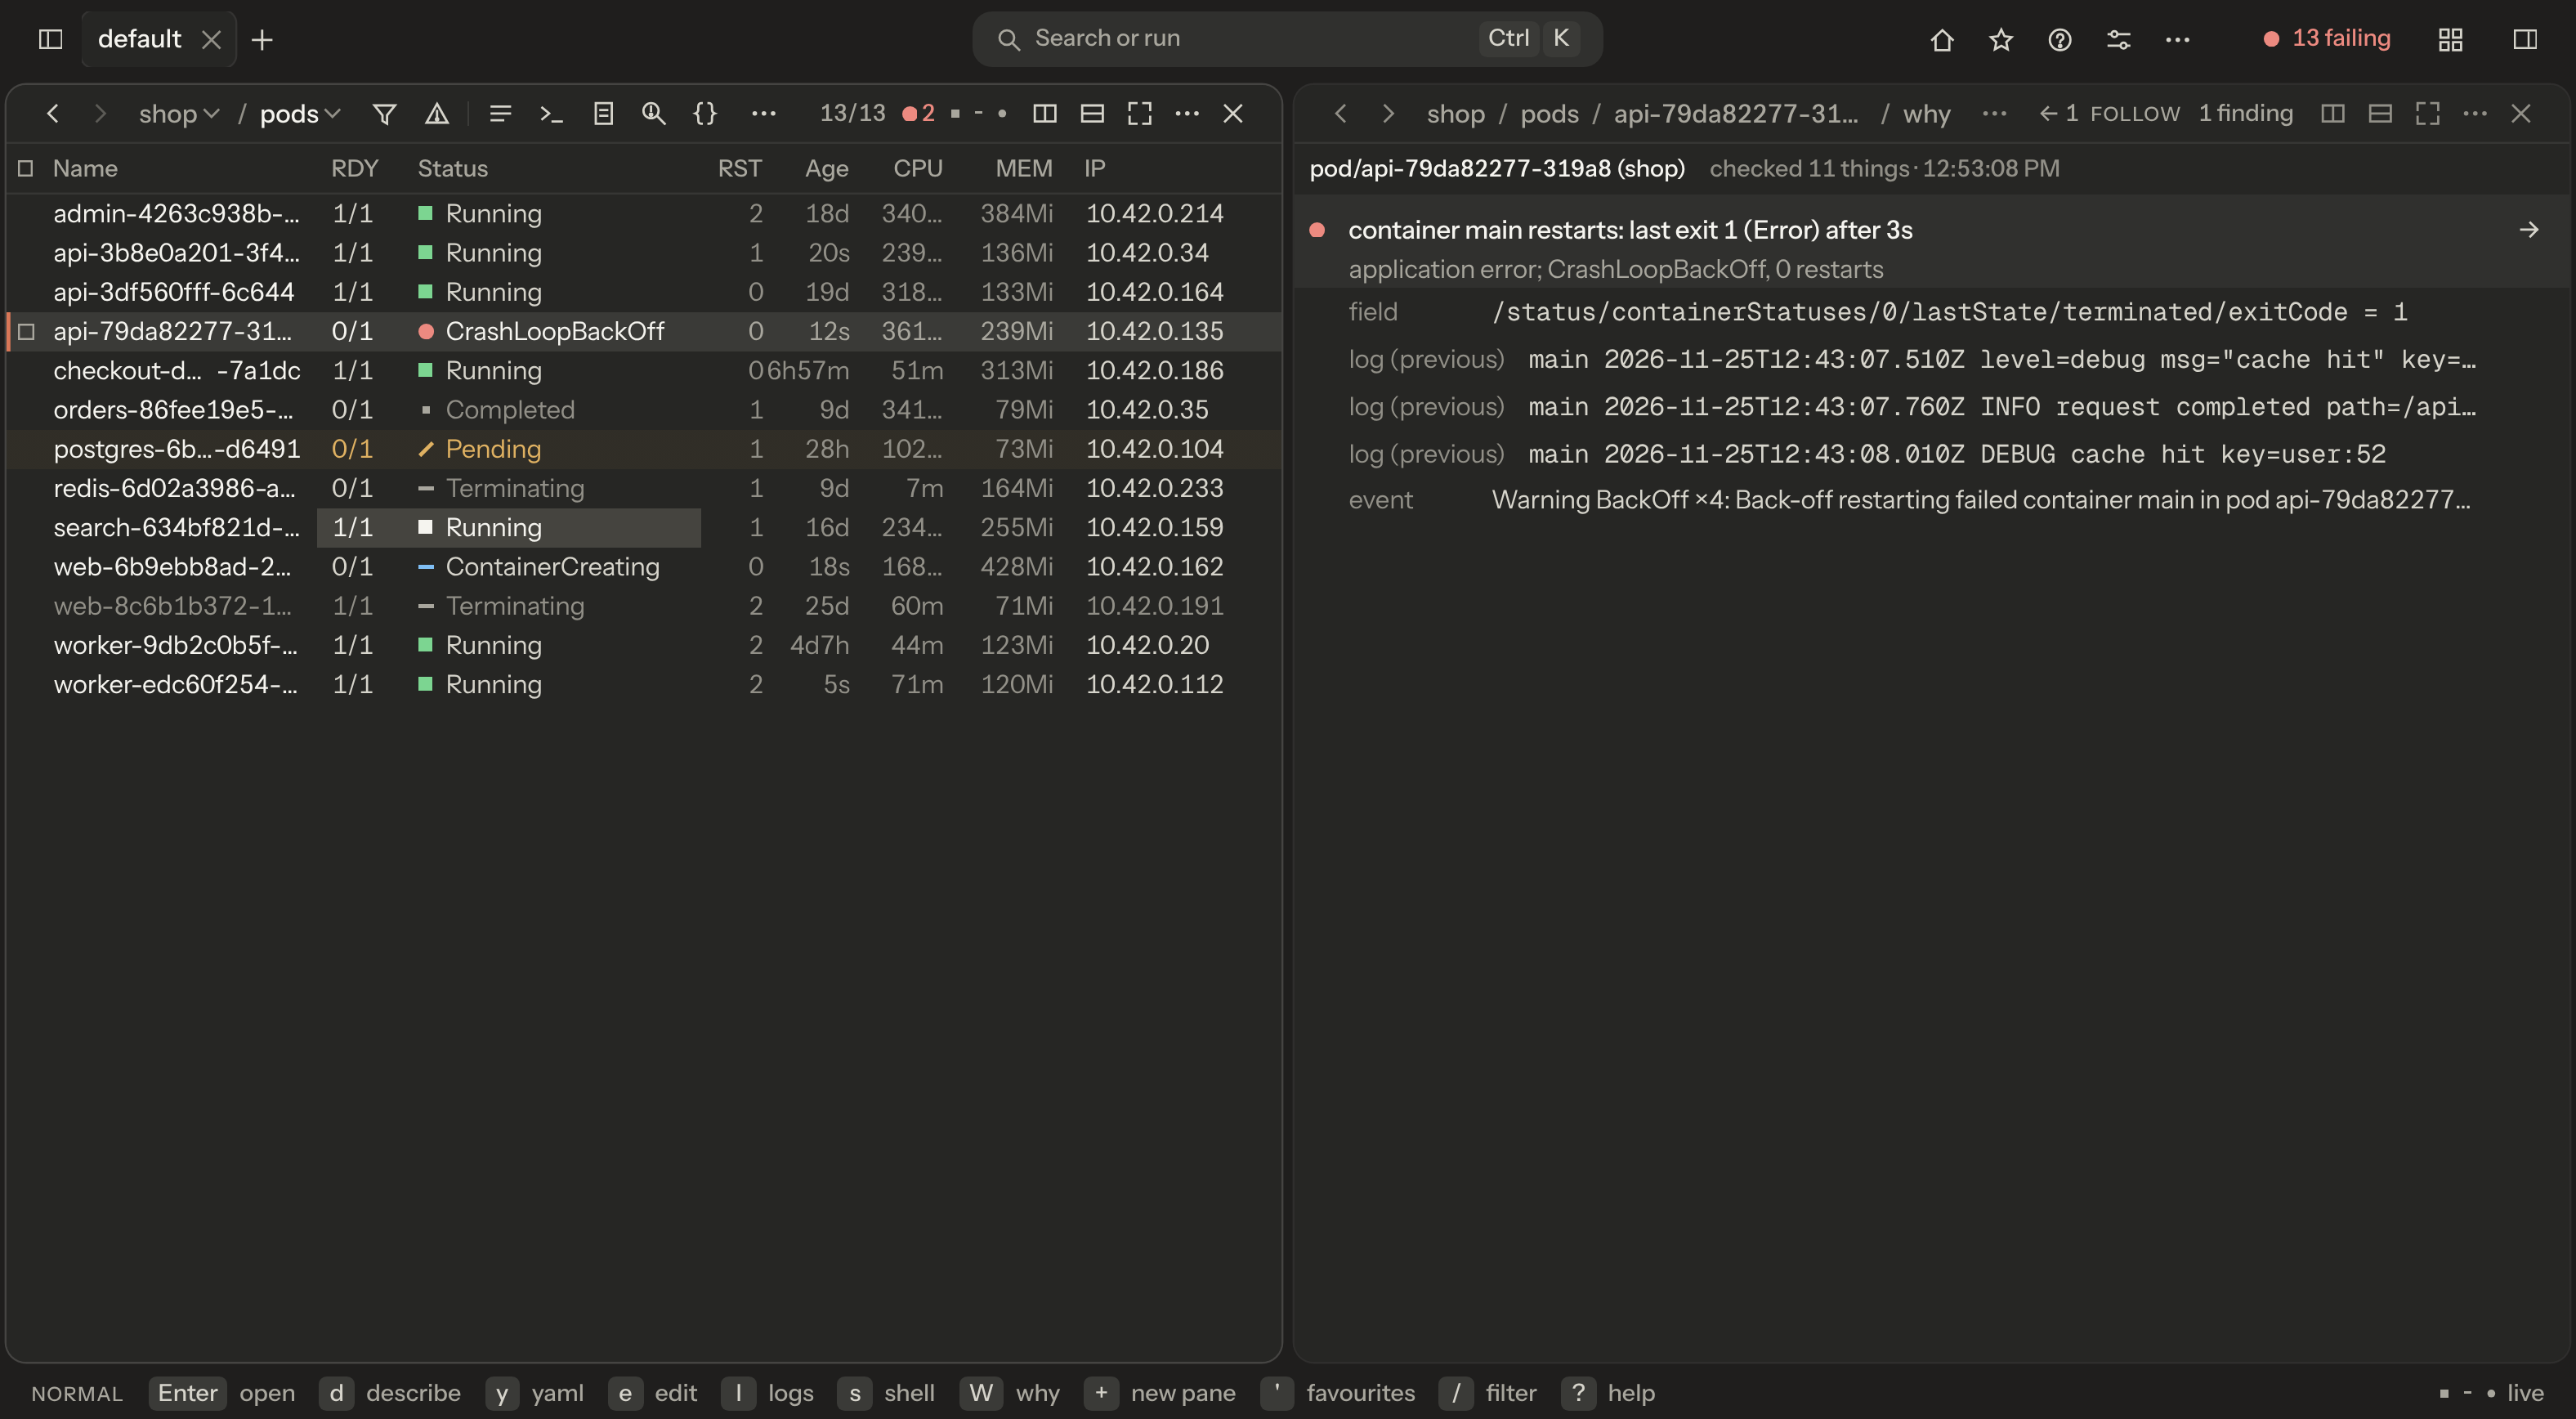 default
Search or run Ctrl K
13 failing
shop / pods 13/13 2
Name RDY Status RST Age CPU MEM IP
admin-4263c938b-... 1/1 Running 2 18d 340... 384Mi 10.42.0.214
api-3b8e0a201-3f4... 1/1 Running 1 20s 239... 136Mi 10.42.0.34
api-3df560fff-6c644 1/1 Running 0 19d 318... 133Mi 10.42.0.164
api-79da82277-31... 0/1 CrashLoopBackOff 0 12s 361... 239Mi 10.42.0.135
checkout-d... -7a1dc 1/1 Running 0 6h57m 51m 313Mi 10.42.0.186
orders-86fee19e5-... 0/1 Completed 1 9d 341... 79Mi 10.42.0.35
postgres-6b...-d6491 0/1 Pending 1 28h 102... 73Mi 10.42.0.104
redis-6d02a3986-a... 0/1 Terminating 1 9d 7m 164Mi 10.42.0.233
search-634bf821d-... 1/1 Running 1 16d 234... 255Mi 10.42.0.159
web-6b9ebb8ad-2... 0/1 ContainerCreating 0 18s 168... 428Mi 10.42.0.162
web-8c6b1b372-1... 1/1 Terminating 2 25d 60m 71Mi 10.42.0.191
worker-9db2c0b5f-... 1/1 Running 2 4d7h 44m 123Mi 10.42.0.20
worker-edc60f254-... 1/1 Running 2 5s 71m 120Mi 10.42.0.112
shop / pods / api-79da82277-31... / why ← 1 FOLLOW 1 finding
pod/api-79da82277-319a8 (shop) checked 11 things · 12:53:08 PM
container main restarts: last exit 1 (Error) after 3s →
application error; CrashLoopBackOff, 0 restarts
field /status/containerStatuses/0/lastState/terminated/exitCode = 1
log (previous) main 2026-11-25T12:43:07.510Z level=debug msg="cache hit" key=...
log (previous) main 2026-11-25T12:43:07.760Z INFO request completed path=/api...
log (previous) main 2026-11-25T12:43:08.010Z DEBUG cache hit key=user:52
event Warning BackOff ×4: Back-off restarting failed container main in pod api-79da82277...
NORMAL Enter open d describe y yaml e edit l logs s shell W why + new pane ' favourites / filter ? help
live